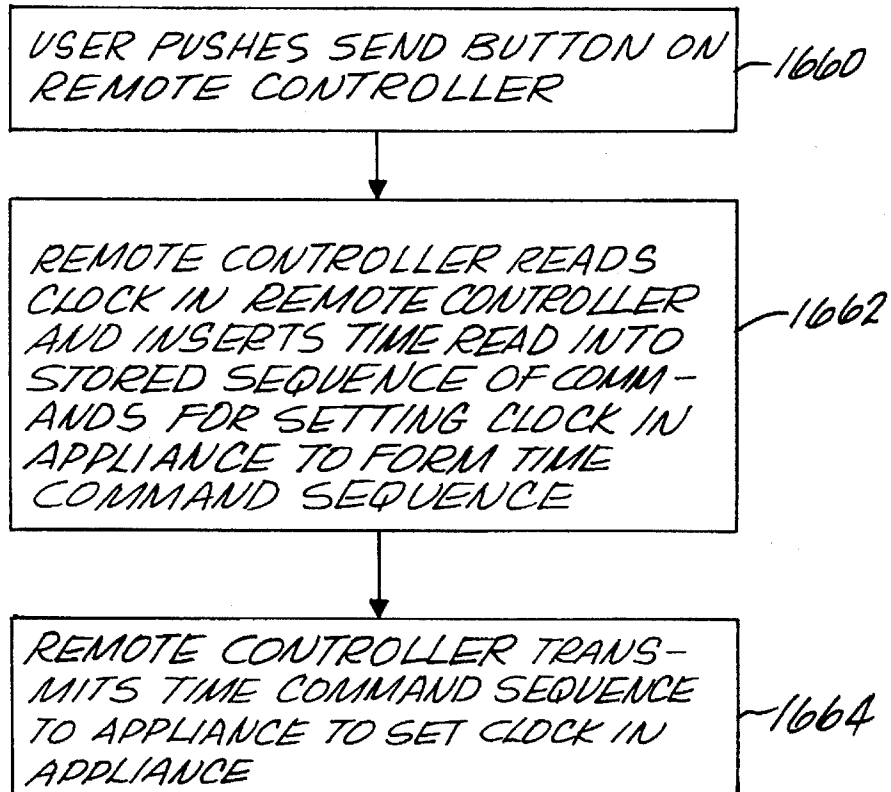 USER PUSHES SEND BUTTON ON
REMOTE CONTROLLER
1660
REMOTE CONTROLLER READS
CLOCK IN REMOTE CONTROLLER
AND INSERTS TIME READ INTO
STORED SEQUENCE OF COMM-
ANDS FOR SETTING CLOCK IN
APPLIANCE TO FORM TIME
COMMAND SEQUENCE
1662
REMOTE CONTROLLER TRANS-
MITS TIME COMMAND SEQUENCE
TO APPLIANCE TO SET CLOCK IN
APPLIANCE
1664